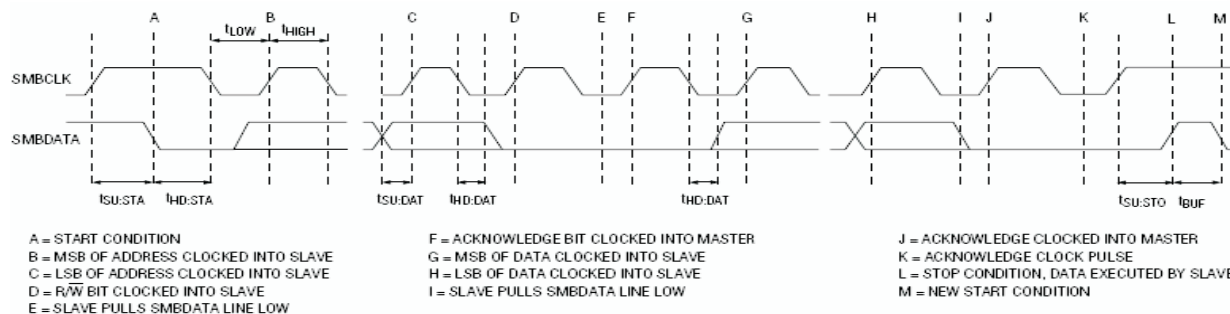 A B C D E F G H I J K L M
tLOW tHIGH
SMBCLK
SMBDATA
tSU:STA tHD:STA tSU:DAT tHD:DAT tHD:DAT tSU:STO tBUF
A = START CONDITION
B = MSB OF ADDRESS CLOCKED INTO SLAVE
C = LSB OF ADDRESS CLOCKED INTO SLAVE
D = R/W̅ BIT CLOCKED INTO SLAVE
E = SLAVE PULLS SMBDATA LINE LOW
F = ACKNOWLEDGE BIT CLOCKED INTO MASTER
G = MSB OF DATA CLOCKED INTO SLAVE
H = LSB OF DATA CLOCKED INTO SLAVE
I = SLAVE PULLS SMBDATA LINE LOW
J = ACKNOWLEDGE CLOCKED INTO MASTER
K = ACKNOWLEDGE CLOCK PULSE
L = STOP CONDITION, DATA EXECUTED BY SLAVE
M = NEW START CONDITION